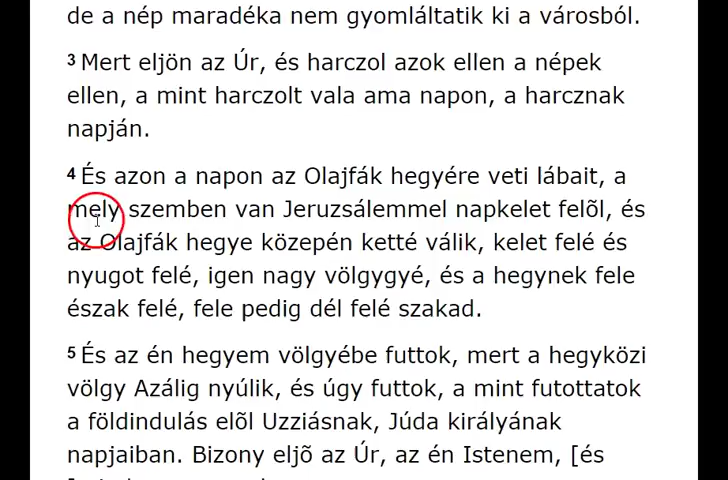 de a nép maradéka nem gyomláltatik ki a városból.
3 Mert eljön az Úr, és harczol azok ellen a népek
ellen, a mint harczolt vala ama napon, a harcznak
napján.
4 És azon a napon az Olajfák hegyére veti lábait, a
mely szemben van Jeruzsálemmel napkelet felõl, és
az Olajfák hegye közepén ketté válik, kelet felé és
nyugot felé, igen nagy völgygyé, és a hegynek fele
észak felé, fele pedig dél felé szakad.
5 És az én hegyem völgyébe futtok, mert a hegyközi
völgy Azálig nyúlik, és úgy futtok, a mint futottatok
a földindulás elõl Uzziásnak, Júda királyának
napjaiban. Bizony eljõ az Úr, az én Istenem, [és